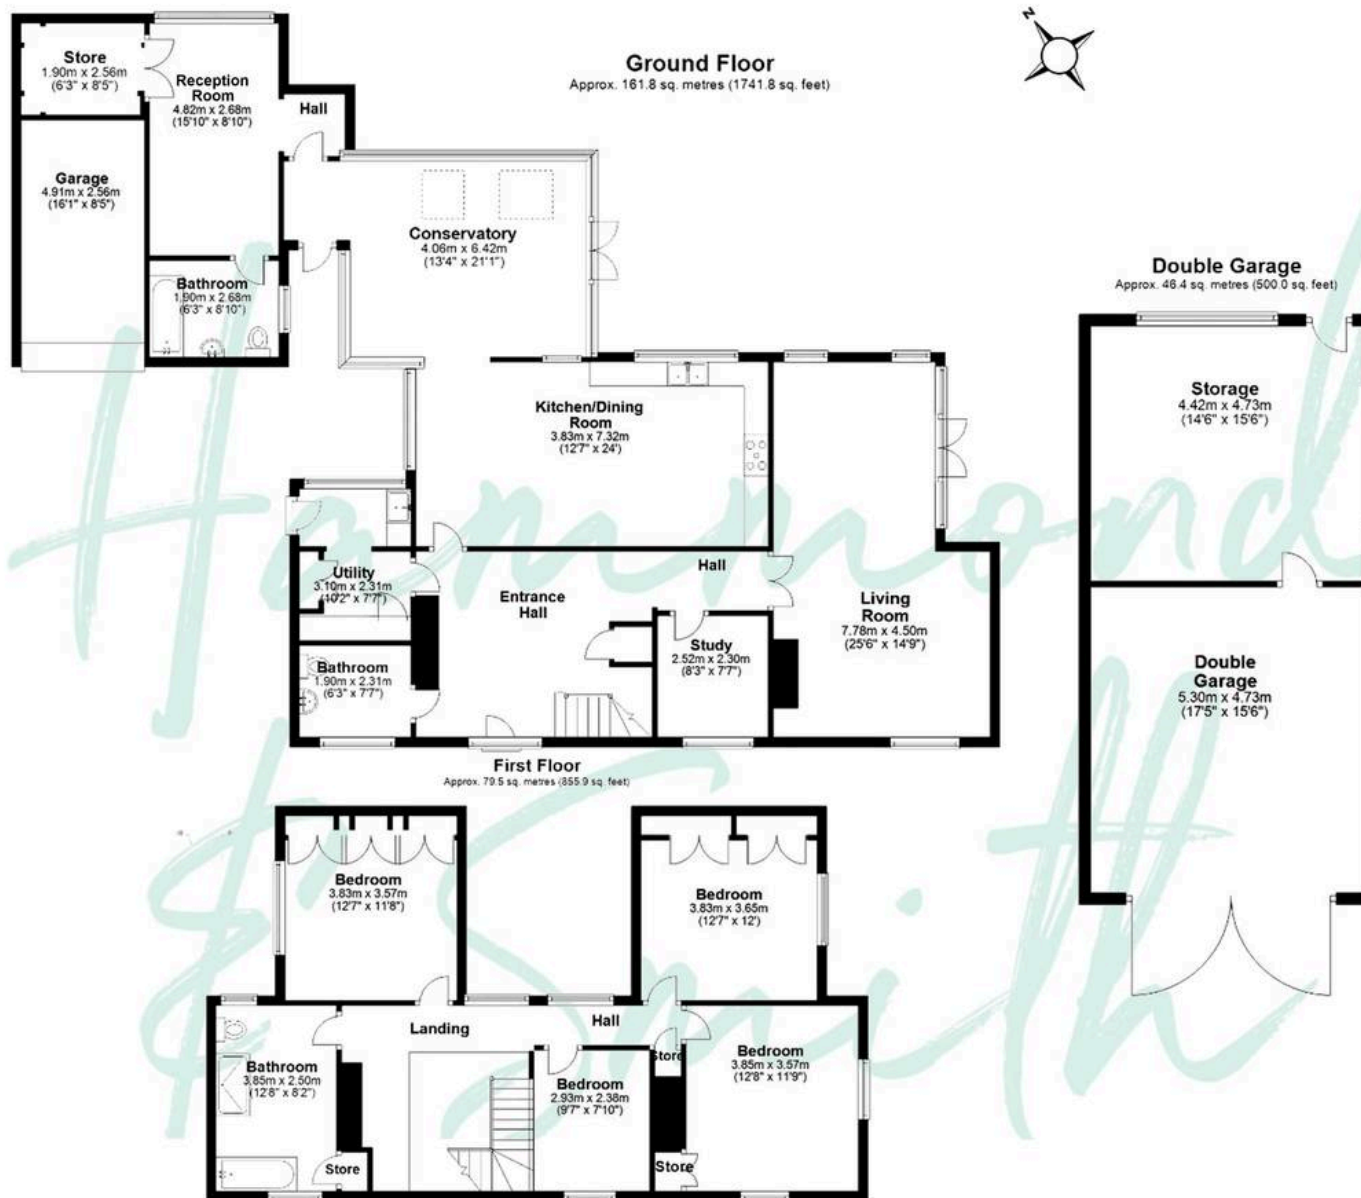 Ground Floor
Approx. 161.8 sq. metres (1741.8 sq. feet)
N
Store
1.90m x 2.56m
(6'3" x 8'5")
Reception
Room
4.82m x 2.68m
(15'10" x 8'10")
Hall
Garage
4.91m x 2.56m
(16'1" x 8'5")
Conservatory
4.06m x 6.42m
(13'4" x 21'1")
Bathroom
1.90m x 2.68m
(6'3" x 8'10")
Kitchen/Dining
Room
3.83m x 7.32m
(12'7" x 24')
Utility
3.10m x 2.31m
(10'2" x 7'7")
Entrance
Hall
Hall
Living
Room
7.78m x 4.50m
(25'6" x 14'9")
Study
2.52m x 2.30m
(8'3" x 7'7")
Bathroom
1.90m x 2.31m
(6'3" x 7'7")
Double Garage
Approx. 46.4 sq. metres (500.0 sq. feet)
Storage
4.42m x 4.73m
(14'6" x 15'6")
Double
Garage
5.30m x 4.73m
(17'5" x 15'6")
First Floor
Approx. 79.5 sq. metres (855.9 sq. feet)
Bedroom
3.83m x 3.57m
(12'7" x 11'8")
Bedroom
3.83m x 3.65m
(12'7" x 12')
Landing
Hall
Bathroom
3.85m x 2.50m
(12'8" x 8'2")
Store
Bedroom
2.93m x 2.38m
(9'7" x 7'10")
Store
Store
Bedroom
3.85m x 3.57m
(12'8" x 11'9")
Hammond
& Smith